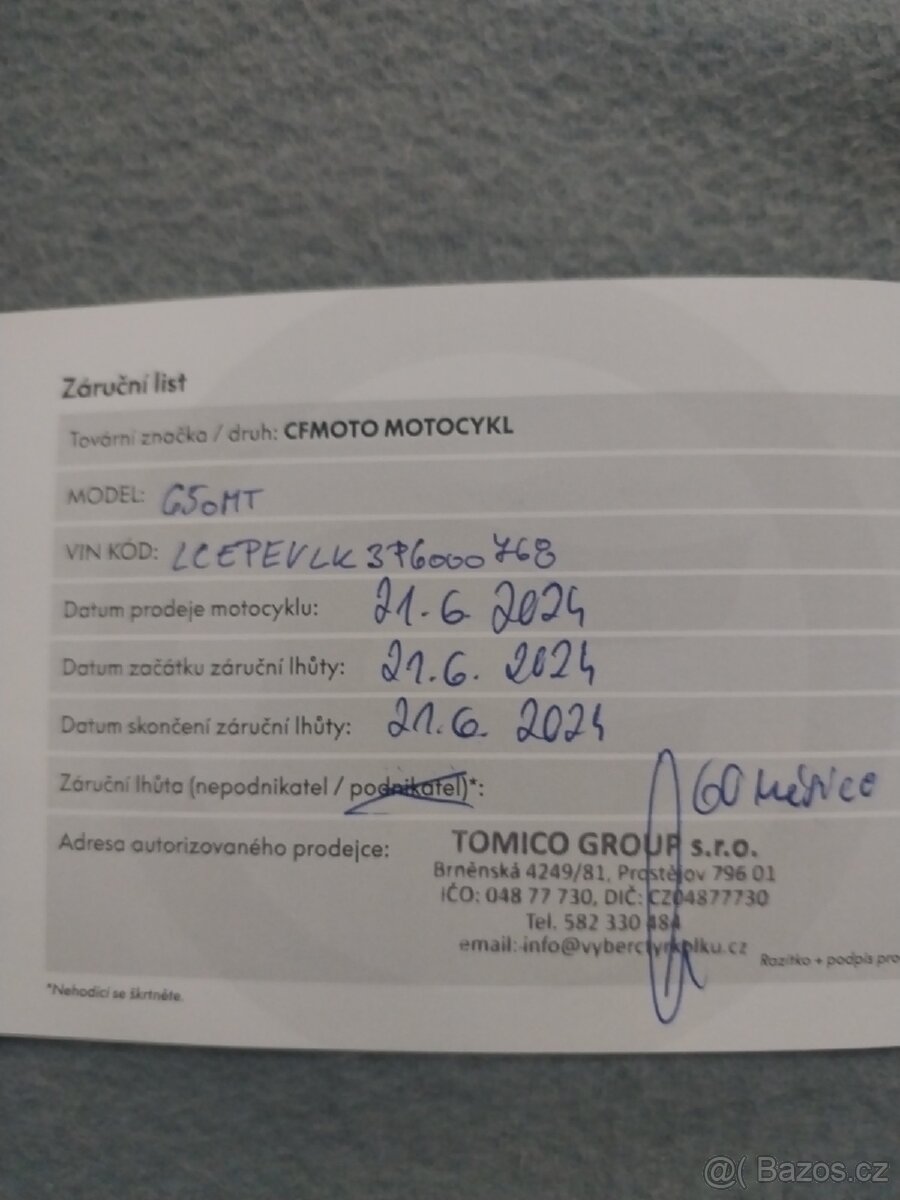 Záruční list
Tovární značka / druh: CFMOTO MOTOCYKL
MODEL: 650MT
VIN KÓD: LCEPEVLK3P6000768
Datum prodeje motocyklu: 21.6. 2024
Datum začátku záruční lhůty: 21.6. 2024
Datum skončení záruční lhůty: 21.6. 2024
Záruční lhůta (nepodnikatel / podnikatel)*: 60 měsíců
Adresa autorizovaného prodejce:
TOMICO GROUP s.r.o.
Brněnská 4249/81, Prostějov 796 01
IČO: 048 77 730, DIČ: CZ04877730
Tel. 582 330 484
email: info@vyberctyrkolku.cz
Razítko + podpis pro
*Nehodící se škrtněte.
@( Bazos.cz